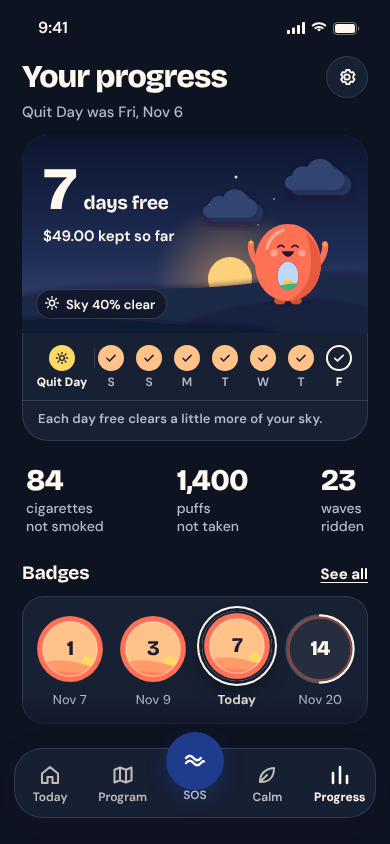 9:41
Your progress
Quit Day was Fri, Nov 6
7 days free
$49.00 kept so far
Sky 40% clear
Quit Day S S M T W T F
Each day free clears a little more of your sky.
84 1,400 23
cigarettes puffs waves
not smoked not taken ridden
Badges See all
1 3 7 14
Nov 7 Nov 9 Today Nov 20
Today Program SOS Calm Progress